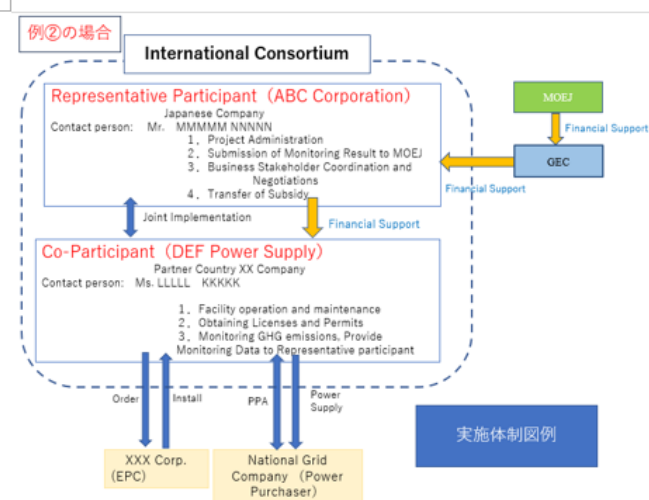 例②の場合
International Consortium
Representative Participant（ABC Corporation）
Japanese Company
Contact person: Mr. MMMMM NNNNN
1．Project Administration
2．Submission of Monitoring Result to MOEJ
3．Business Stakeholder Coordination and
Negotiations
4．Transfer of Subsidy
MOEJ
Financial Support
GEC
Financial Support
Joint Implementation
Financial Support
Co-Participant（DEF Power Supply）
Partner Country XX Company
Contact person: Ms. LLLLL KKKKK
1．Facility operation and maintenance
2．Obtaining Licenses and Permits
3．Monitoring GHG emissions, Provide
Monitoring Data to Representative participant
Order
Install
PPA
Power
Supply
XXX Corp.
(EPC)
National Grid
Company （Power
Purchaser）
実施体制図例